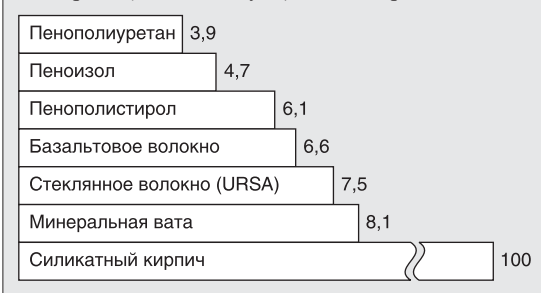 Пенополиуретан 3,9
Пеноизол 4,7
Пенополистирол 6,1
Базальтовое волокно 6,6
Стеклянное волокно (URSA) 7,5
Минеральная вата 8,1
Силикатный кирпич 100